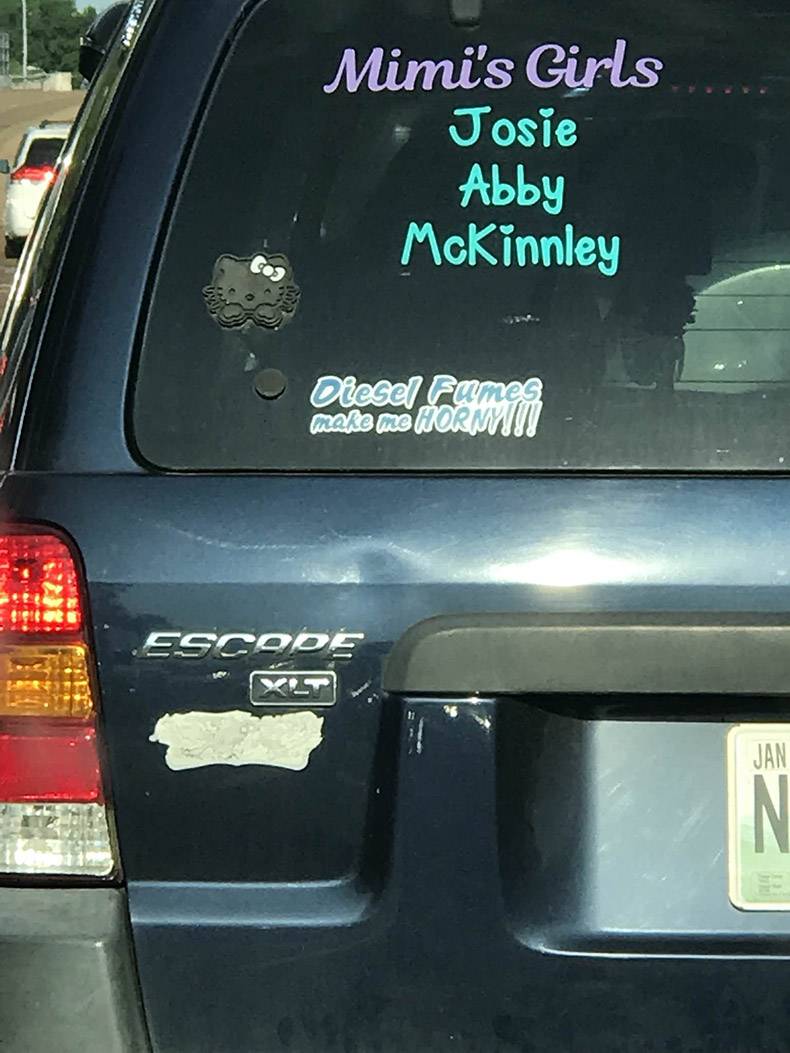 Mimi's Girls ......
Josie
Abby
McKinnley
Diesel Fumes
make me HORNY!!!
ESCAPE
XLT
JAN
N